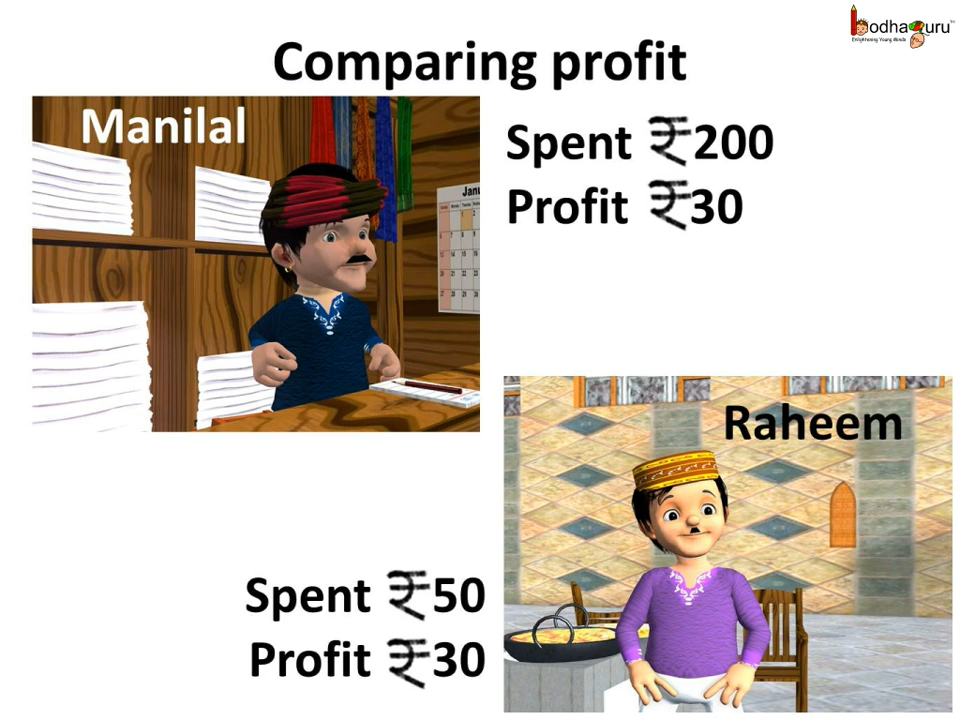 bodhaguru
Enlightening Young Minds
Comparing profit
Manilal
Spent ₹200
Profit ₹30
Raheem
Spent ₹50
Profit ₹30